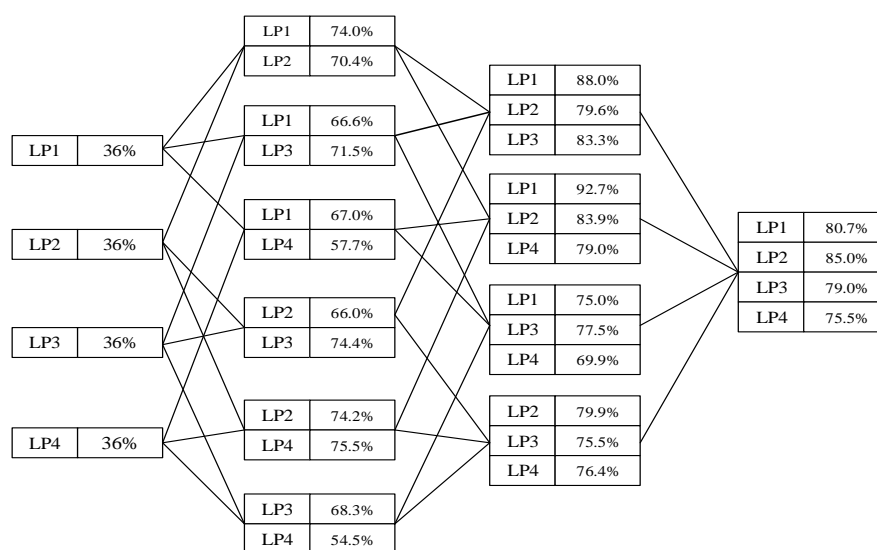 LP1 36%
LP2 36%
LP3 36%
LP4 36%
LP1 74.0%
LP2 70.4%
LP1 66.6%
LP3 71.5%
LP1 67.0%
LP4 57.7%
LP2 66.0%
LP3 74.4%
LP2 74.2%
LP4 75.5%
LP3 68.3%
LP4 54.5%
LP1 88.0%
LP2 79.6%
LP3 83.3%
LP1 92.7%
LP2 83.9%
LP4 79.0%
LP1 75.0%
LP3 77.5%
LP4 69.9%
LP2 79.9%
LP3 75.5%
LP4 76.4%
LP1 80.7%
LP2 85.0%
LP3 79.0%
LP4 75.5%